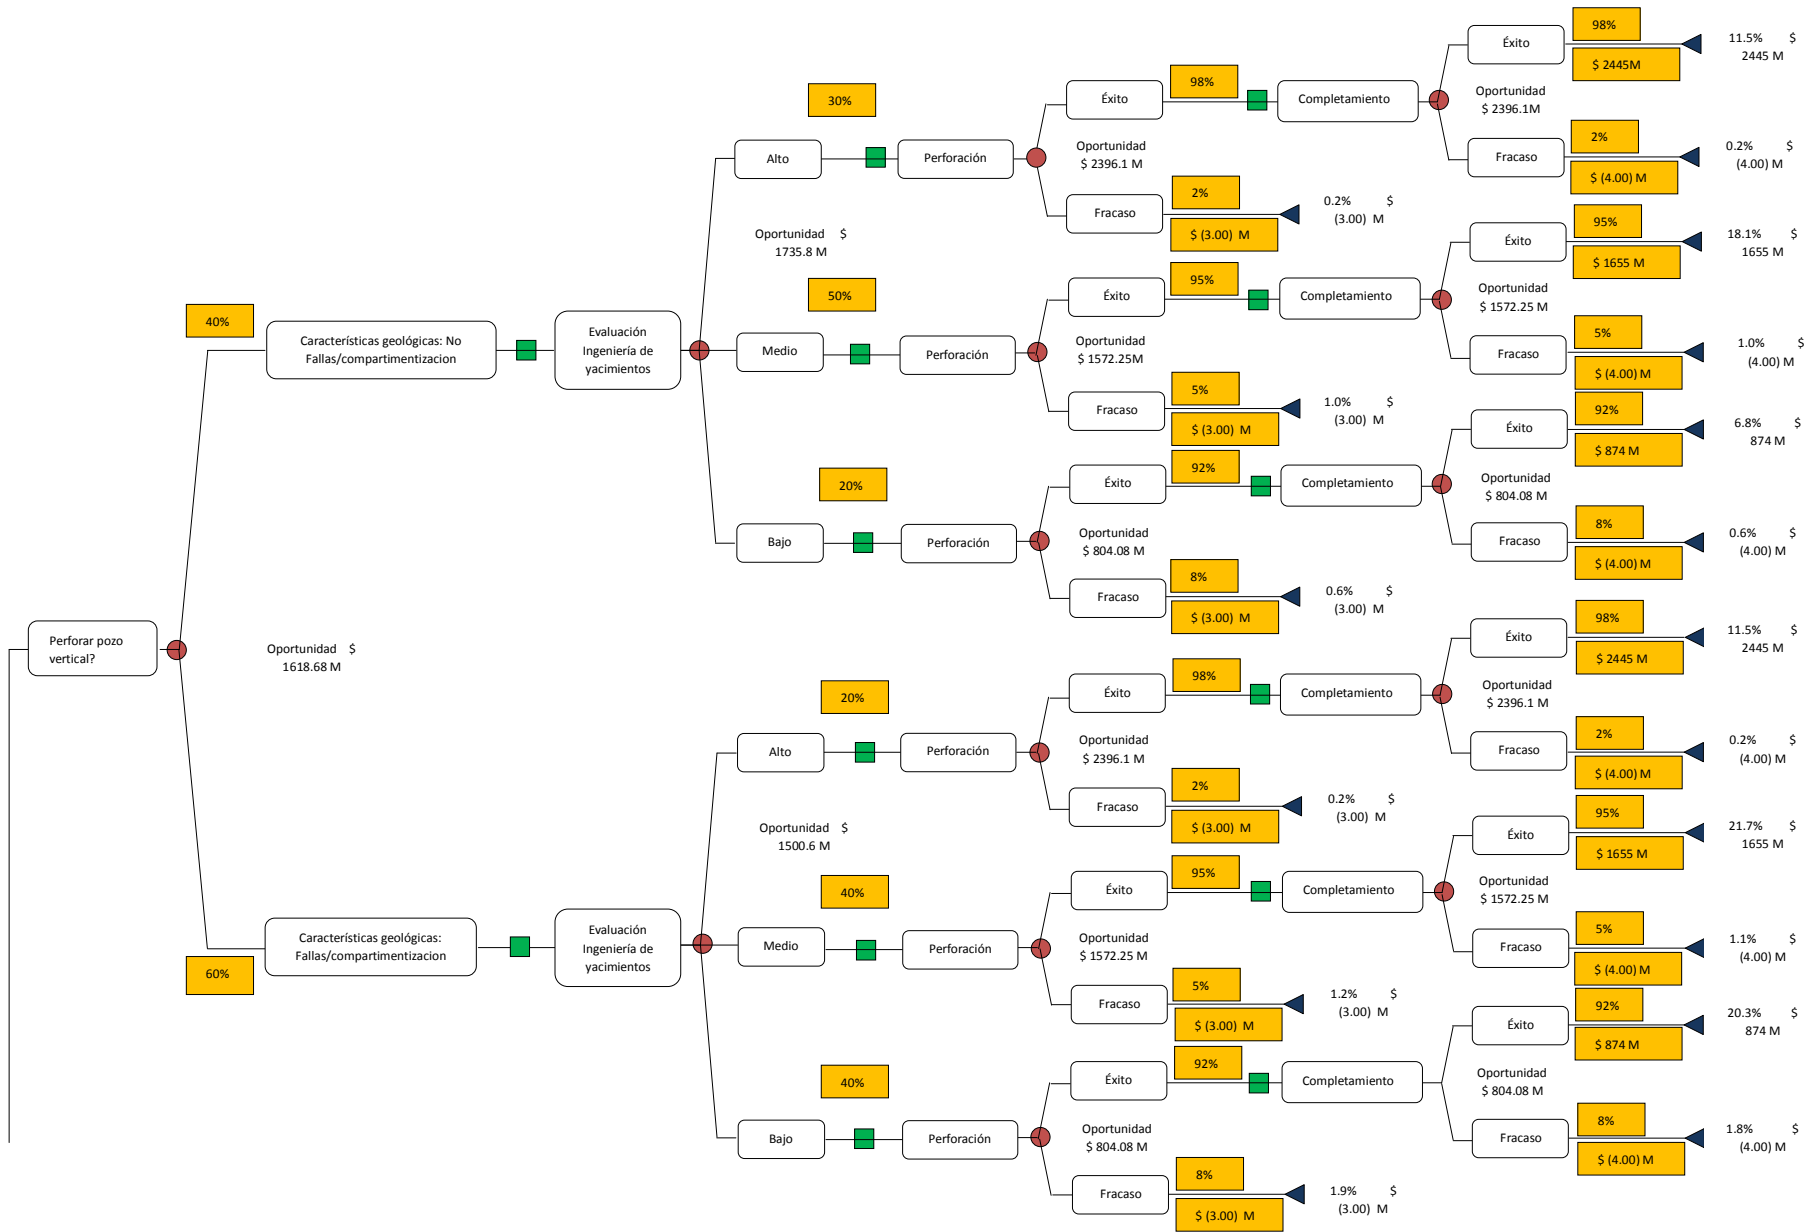 98%
Éxito
$ 2445M
11.5% $
2445 M
30%
Éxito
98%
Completamiento
Oportunidad
$ 2396.1M
Alto
Perforación
Oportunidad
$ 2396.1 M
2%
Fracaso
$ (4.00) M
0.2% $
(4.00) M
2%
Fracaso
$ (3.00) M
0.2% $
(3.00) M
Oportunidad $
1735.8 M
95%
Éxito
$ 1655 M
18.1% $
1655 M
50%
Éxito
95%
Completamiento
Oportunidad
$ 1572.25 M
40%
Características geológicas: No
Fallas/compartimentizacion
Evaluación
Ingeniería de
yacimientos
Medio
Perforación
Oportunidad
$ 1572.25M
5%
Fracaso
$ (4.00) M
1.0% $
(4.00) M
5%
Fracaso
$ (3.00) M
1.0% $
(3.00) M
92%
Éxito
$ 874 M
6.8% $
874 M
20%
Éxito
92%
Completamiento
Oportunidad
$ 804.08 M
Bajo
Perforación
Oportunidad
$ 804.08 M
8%
Fracaso
$ (4.00) M
0.6% $
(4.00) M
8%
Fracaso
$ (3.00) M
0.6% $
(3.00) M
Perforar pozo
vertical?
Oportunidad $
1618.68 M
98%
Éxito
$ 2445 M
11.5% $
2445 M
20%
Éxito
98%
Completamiento
Oportunidad
$ 2396.1 M
Alto
Perforación
Oportunidad
$ 2396.1 M
2%
Fracaso
$ (4.00) M
0.2% $
(4.00) M
2%
Fracaso
$ (3.00) M
0.2% $
(3.00) M
Oportunidad $
1500.6 M
95%
Éxito
$ 1655 M
21.7% $
1655 M
40%
Éxito
95%
Completamiento
Oportunidad
$ 1572.25 M
60%
Características geológicas:
Fallas/compartimentizacion
Evaluación
Ingeniería de
yacimientos
Medio
Perforación
Oportunidad
$ 1572.25 M
5%
Fracaso
$ (4.00) M
1.1% $
(4.00) M
5%
Fracaso
$ (3.00) M
1.2% $
(3.00) M
92%
Éxito
$ 874 M
20.3% $
874 M
40%
Éxito
92%
Completamiento
Oportunidad
$ 804.08 M
Bajo
Perforación
Oportunidad
$ 804.08 M
8%
Fracaso
$ (4.00) M
1.8% $
(4.00) M
8%
Fracaso
$ (3.00) M
1.9% $
(3.00) M